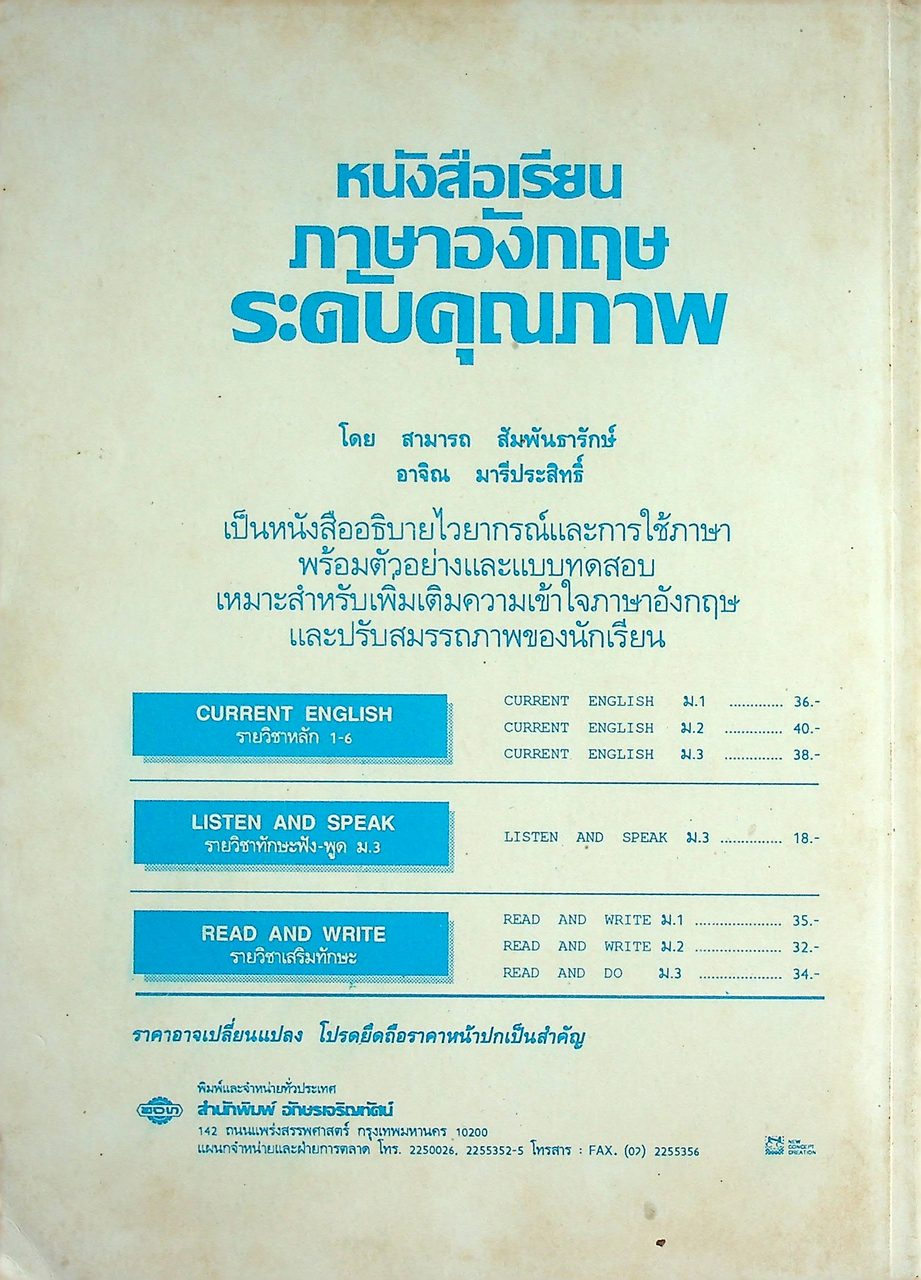 หนังสือเรียน
ภาษาอังกฤษ
ระดับคุณภาพ
โดย สามารถ สัมพันธารักษ์
อาจิณ มารีประสิทธิ์
เป็นหนังสืออธิบายไวยากรณ์และการใช้ภาษา
พร้อมตัวอย่างและแบบทดสอบ
เหมาะสำหรับเพิ่มเติมความเข้าใจภาษาอังกฤษ
และปรับสมรรถภาพของนักเรียน
CURRENT ENGLISH
รายวิชาหลัก 1-6
CURRENT ENGLISH ม.1 ............. 36.-
CURRENT ENGLISH ม.2 .............. 40.-
CURRENT ENGLISH ม.3 .............. 38.-
LISTEN AND SPEAK
รายวิชาทักษะฟัง-พูด ม.3
LISTEN AND SPEAK ม.3 ............... 18.-
READ AND WRITE
รายวิชาเสริมทักษะ
READ AND WRITE ม.1 ..................... 35.-
READ AND WRITE ม.2 ..................... 32.-
READ AND DO ม.3 .................... 34.-
ราคาอาจเปลี่ยนแปลง โปรดยึดถือราคาหน้าปกเป็นสำคัญ
พิมพ์และจำหน่ายทั่วประเทศ
อจท สำนักพิมพ์ อักษรเจริญทัศน์
142 ถนนแพร่งสรรพศาสตร์ กรุงเทพมหานคร 10200
แผนกจำหน่ายและฝ่ายการตลาด โทร. 2250026, 2255352-5 โทรสาร : FAX. (02) 2255356
NEW
CONCEPT
CREATION